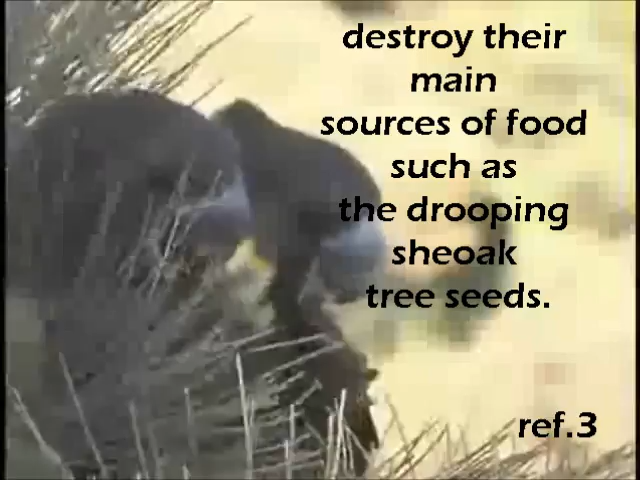 destroy their
main
sources of food
such as
the drooping
sheoak
tree seeds.
ref.3